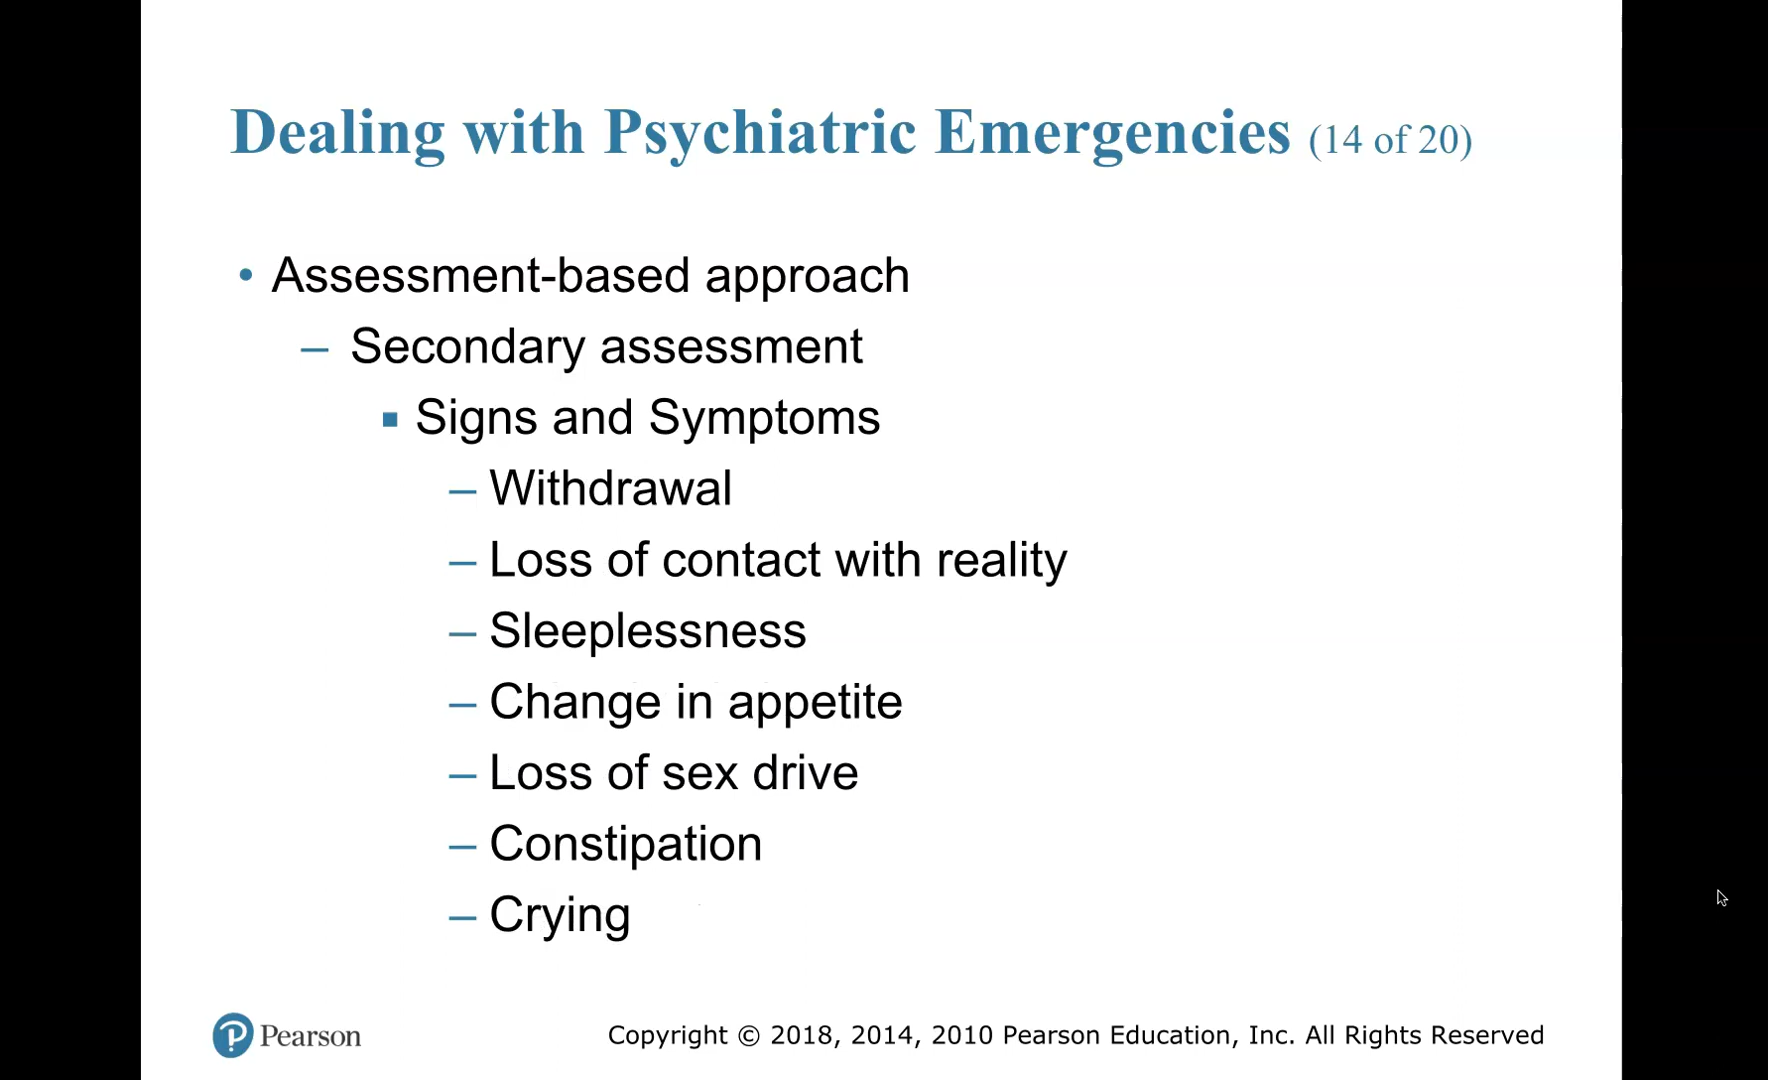 Dealing with Psychiatric Emergencies (14 of 20)
• Assessment-based approach
– Secondary assessment
▪ Signs and Symptoms
– Withdrawal
– Loss of contact with reality
– Sleeplessness
– Change in appetite
– Loss of sex drive
– Constipation
– Crying
Pearson
Copyright © 2018, 2014, 2010 Pearson Education, Inc. All Rights Reserved